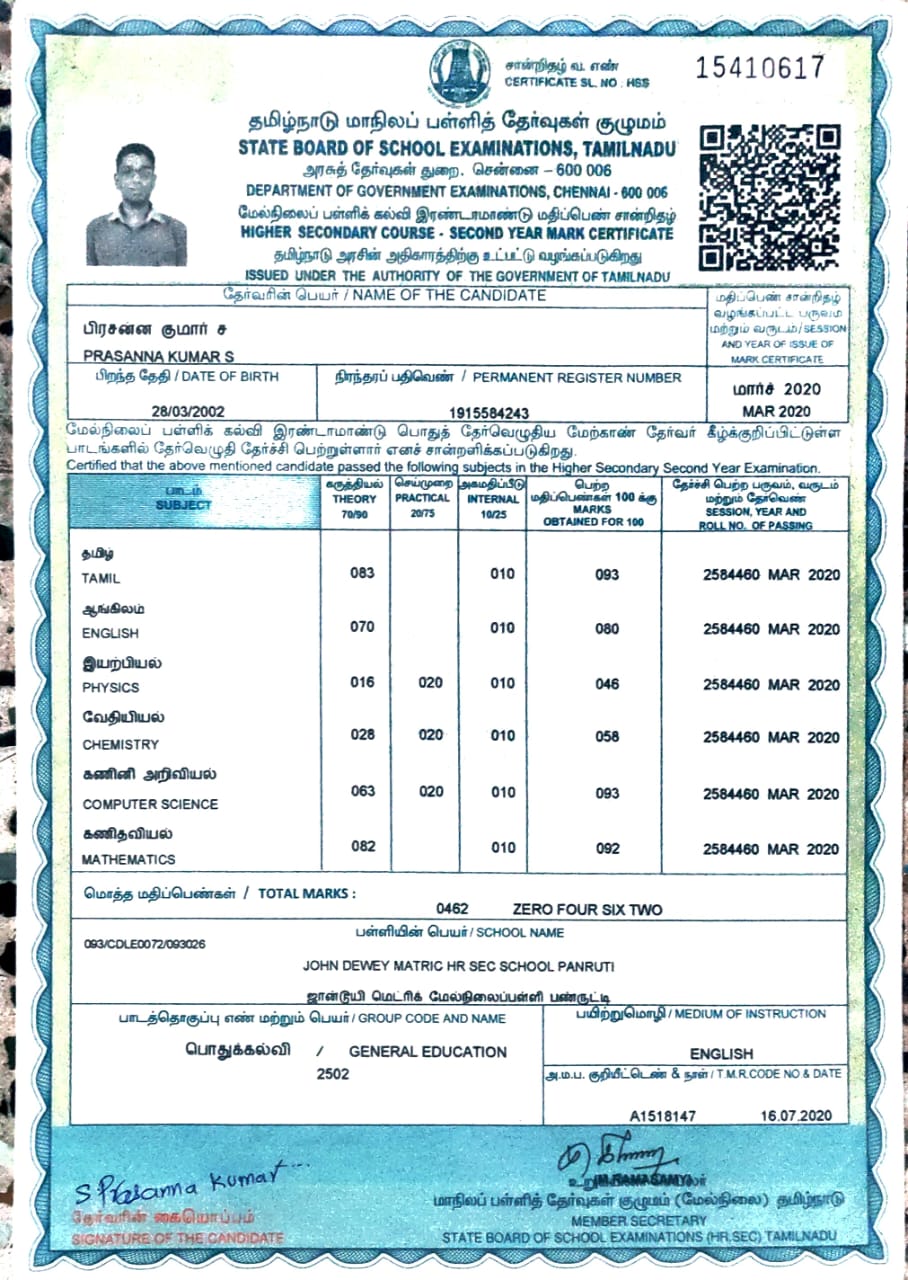 சான்றிதழ் வ. எண்
CERTIFICATE SL. NO : HSS
15410617
தமிழ்நாடு மாநிலப் பள்ளித் தேர்வுகள் குழுமம்
STATE BOARD OF SCHOOL EXAMINATIONS, TAMILNADU
அரசுத் தேர்வுகள் துறை, சென்னை – 600 006
DEPARTMENT OF GOVERNMENT EXAMINATIONS, CHENNAI - 600 006
மேல்நிலைப் பள்ளிக் கல்வி இரண்டாமாண்டு மதிப்பெண் சான்றிதழ்
HIGHER SECONDARY COURSE - SECOND YEAR MARK CERTIFICATE
தமிழ்நாடு அரசின் அதிகாரத்திற்கு உட்பட்டு வழங்கப்படுகிறது
ISSUED UNDER THE AUTHORITY OF THE GOVERNMENT OF TAMILNADU
தேர்வரின் பெயர் / NAME OF THE CANDIDATE
பிரசன்ன குமார் ச
PRASANNA KUMAR S
மதிப்பெண் சான்றிதழ்
வழங்கப்பட்ட பருவம்
மற்றும் வருடம் / SESSION
AND YEAR OF ISSUE OF
MARK CERTIFICATE
மார்ச் 2020
MAR 2020
பிறந்த தேதி / DATE OF BIRTH
28/03/2002
நிரந்தரப் பதிவெண் / PERMANENT REGISTER NUMBER
1915584243
மேல்நிலைப் பள்ளிக் கல்வி இரண்டாமாண்டு பொதுத் தேர்வெழுதிய மேற்காண் தேர்வர் கீழ்க்குறிப்பிட்டுள்ள
பாடங்களில் தேர்வெழுதி தேர்ச்சி பெற்றுள்ளார் எனச் சான்றளிக்கப்படுகிறது.
Certified that the above mentioned candidate passed the following subjects in the Higher Secondary Second Year Examination.
பாடம்
SUBJECT
கருத்தியல்
THEORY
70/90
செய்முறை
PRACTICAL
20/75
அகமதிப்பீடு
INTERNAL
10/25
பெற்ற
மதிப்பெண்கள் 100 க்கு
MARKS
OBTAINED FOR 100
தேர்ச்சி பெற்ற பருவம், வருடம்
மற்றும் தேர்வெண்
SESSION, YEAR AND
ROLL NO. OF PASSING
தமிழ்
TAMIL 083 010 093 2584460 MAR 2020
ஆங்கிலம்
ENGLISH 070 010 080 2584460 MAR 2020
இயற்பியல்
PHYSICS 016 020 010 046 2584460 MAR 2020
வேதியியல்
CHEMISTRY 028 020 010 058 2584460 MAR 2020
கணினி அறிவியல்
COMPUTER SCIENCE 063 020 010 093 2584460 MAR 2020
கணிதவியல்
MATHEMATICS 082 010 092 2584460 MAR 2020
மொத்த மதிப்பெண்கள் / TOTAL MARKS :
0462 ZERO FOUR SIX TWO
பள்ளியின் பெயர் / SCHOOL NAME
093/CDLE0072/093026
JOHN DEWEY MATRIC HR SEC SCHOOL PANRUTI
ஜான்டூயி மெட்ரிக் மேல்நிலைப்பள்ளி பண்ருட்டி
பாடத்தொகுப்பு எண் மற்றும் பெயர் / GROUP CODE AND NAME
பொதுக்கல்வி / GENERAL EDUCATION
2502
பயிற்றுமொழி / MEDIUM OF INSTRUCTION
ENGLISH
அ.ம.ப. குறியீட்டெண் & நாள் / T.M.R.CODE NO & DATE
A1518147 16.07.2020
S Prasanna Kumar
தேர்வரின் கையொப்பம்
SIGNATURE OF THE CANDIDATE
(M.RAMASAMY)
மாநிலப் பள்ளித் தேர்வுகள் குழுமம் (மேல்நிலை) தமிழ்நாடு
MEMBER SECRETARY
STATE BOARD OF SCHOOL EXAMINATIONS (HR.SEC) TAMILNADU